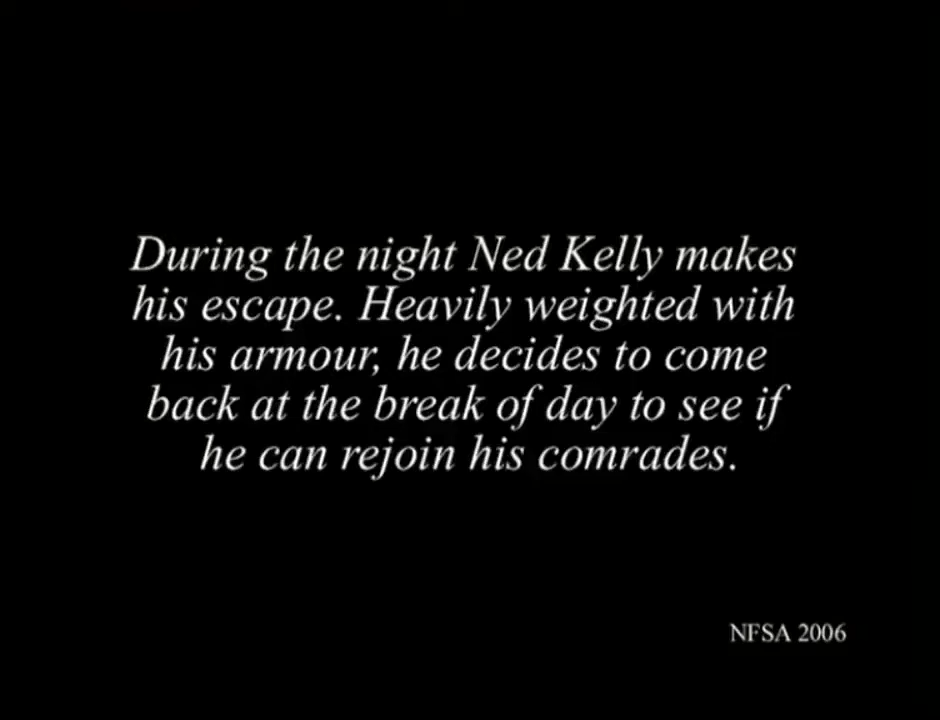 During the night Ned Kelly makes
his escape. Heavily weighted with
his armour, he decides to come
back at the break of day to see if
he can rejoin his comrades.
NFSA 2006